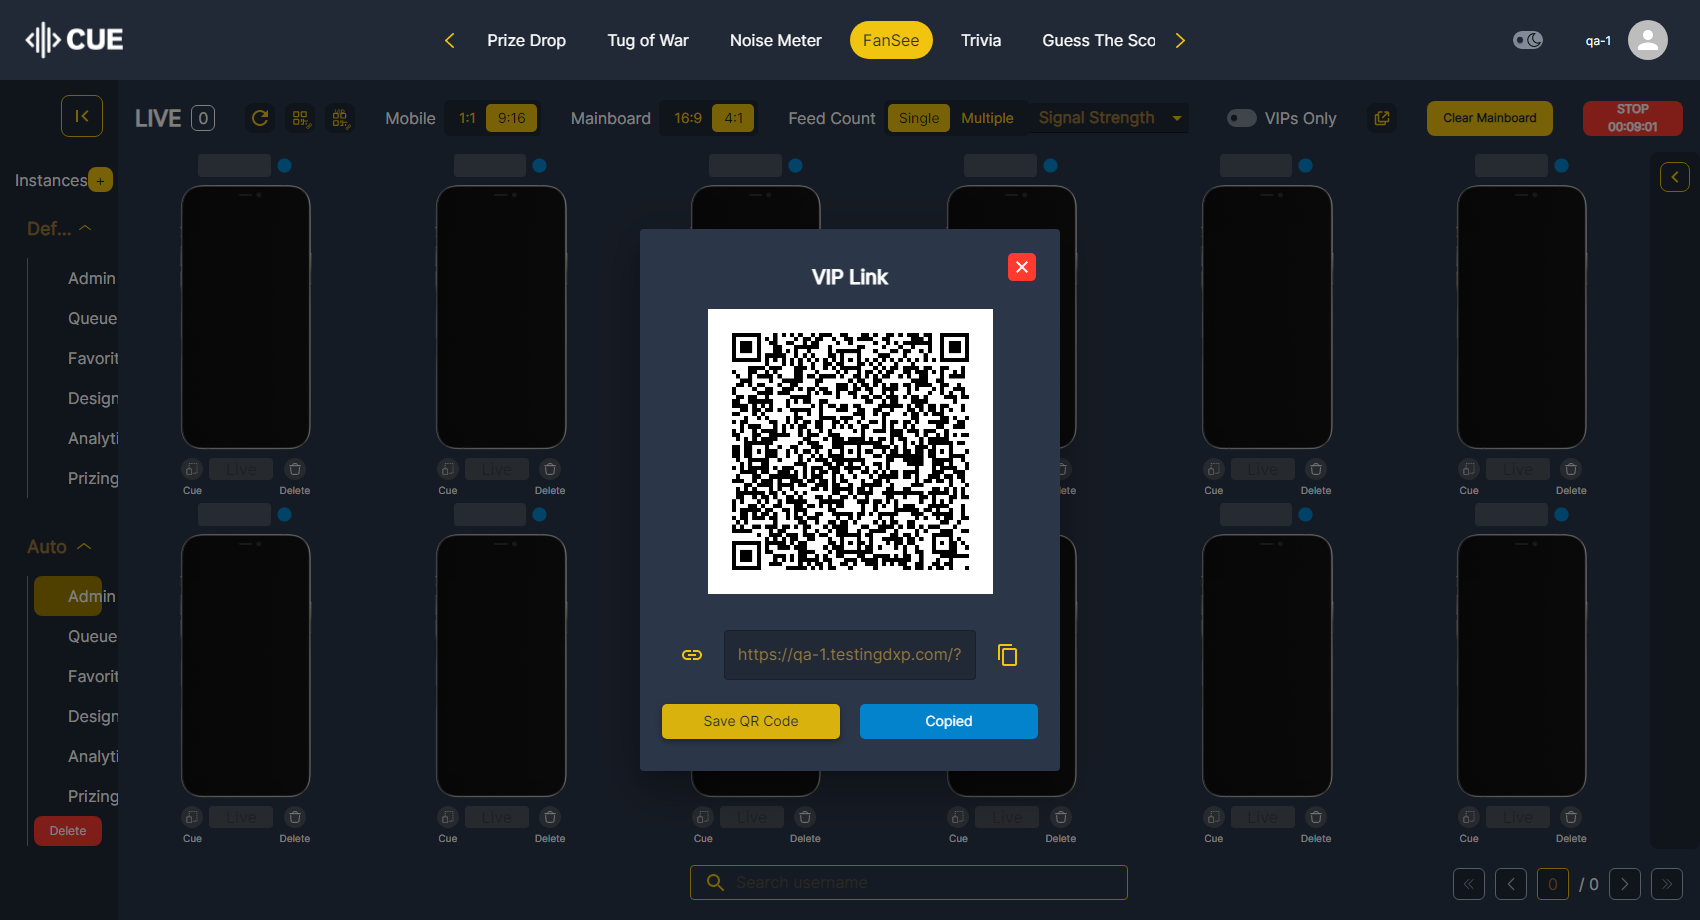 CUE
Prize Drop
Tug of War
Noise Meter
FanSee
Trivia
Guess The Sco
qa-1
LIVE 0
Mobile 1:1 9:16
Mainboard 16:9 4:1
Feed Count Single Multiple
Signal Strength
VIPs Only
Clear Mainboard
STOP
00:09:01
Instances +
Def...
Admin
Queue
Favorit
Design
Analyti
Prizing
Auto
Admin
Queue
Favorit
Design
Analyti
Prizing
Delete
VIP Link
https://qa-1.testingdxp.com/?
Save QR Code
Copied
Live
Live
Live
Live
Cue Delete
Cue Delete
ete
Cue Delete
Cue Delete
Live
Live
Live
Live
Live
Live
Cue Delete
Cue Delete
Cue Delete
Cue Delete
Cue Delete
Cue Delete
Search username
0 / 0